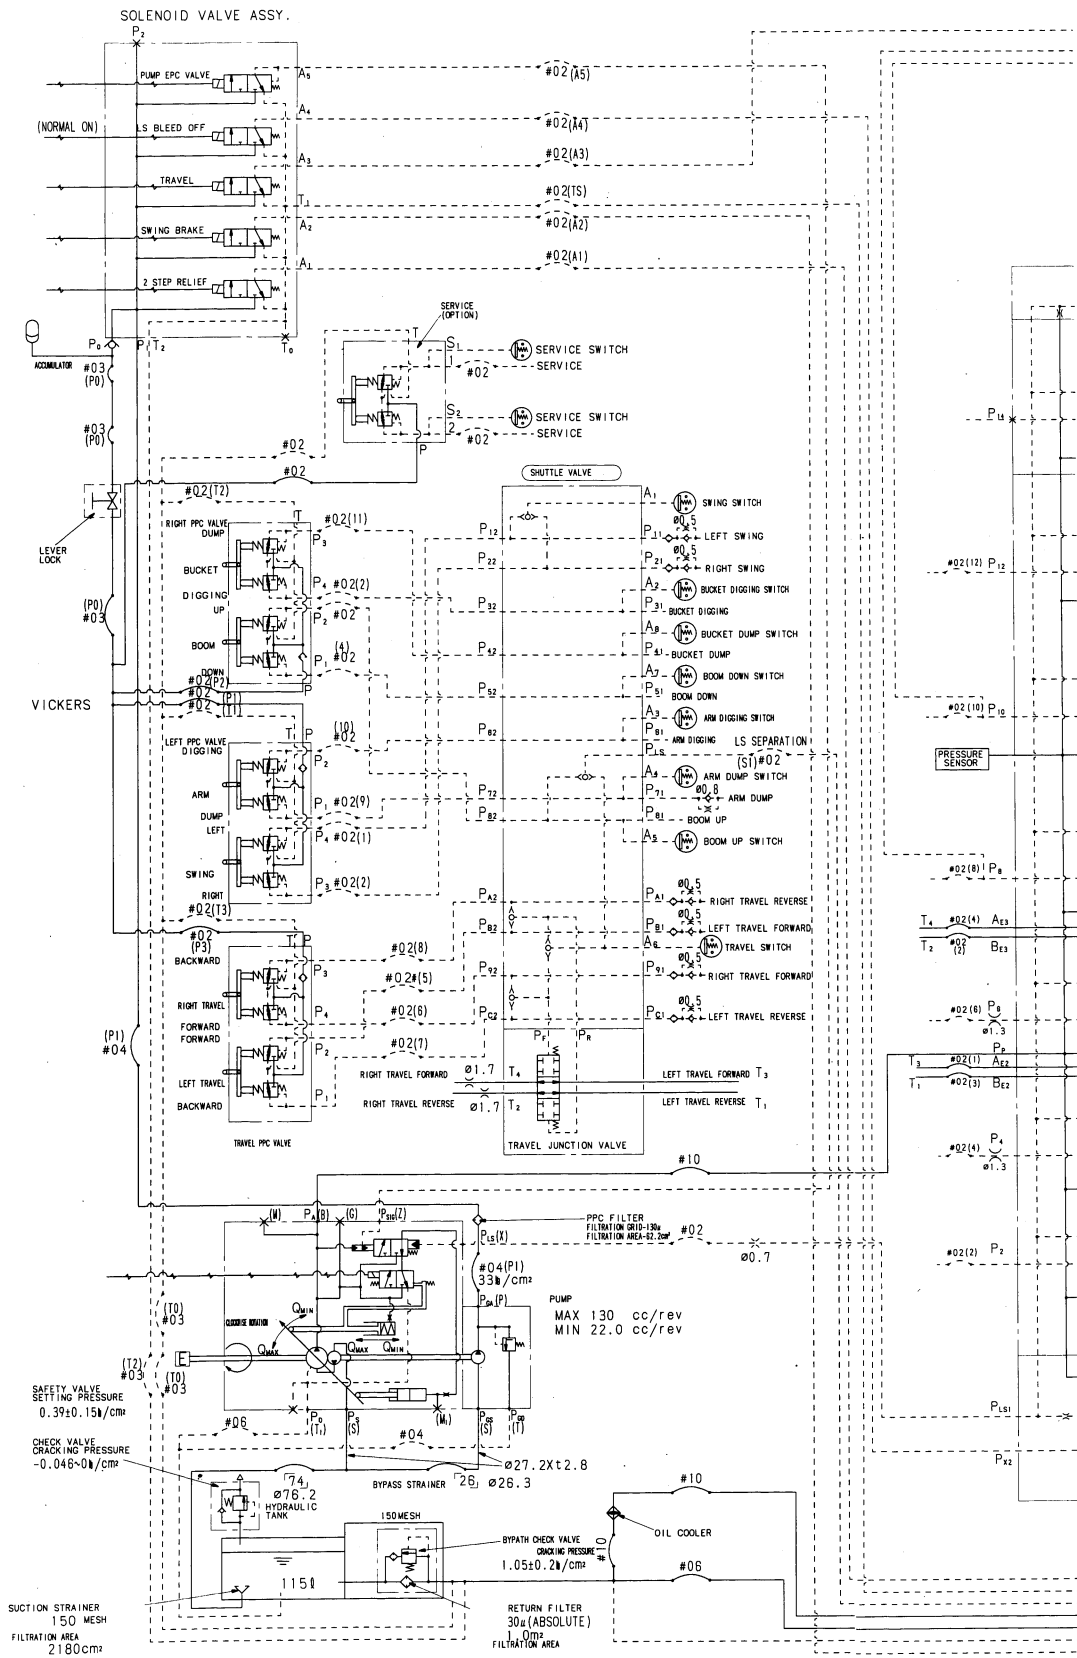 SOLENOID VALVE ASSY.
P2
PUMP EPC VALVE
A5
#02(A5)
A4
(NORMAL ON)
LS BLEED OFF
#02(A4)
A3
#02(A3)
TRAVEL
T1
#02(TS)
A2
#02(A2)
SWING BRAKE
A1
#02(A1)
2 STEP RELIEF
SERVICE
(OPTION)
P0
P1
T2
T0
T
S1
SERVICE SWITCH
1
#02
SERVICE
ACCUMULATOR
#03
(P0)
S2
SERVICE SWITCH
2
#02
SERVICE
P14
#03
(P0)
P
#02
#02
SHUTTLE VALVE
#02(T2)
A1
SWING SWITCH
LEVER
LOCK
RIGHT PPC VALVE
DUMP
T
#02(11)
P3
P12
P11
ø0.5
LEFT SWING
BUCKET
P22
P21
ø0.5
RIGHT SWING
#02(12)
P12
DIGGING
P4
#02(2)
A2
BUCKET DIGGING SWITCH
UP
P32
P31
BUCKET DIGGING
(P0)
#03
P2
#02
A8
BUCKET DUMP SWITCH
BOOM
(4)
P42
P41
BUCKET DUMP
P1
#02
DOWN
A7
BOOM DOWN SWITCH
#02(P2)
P
P52
P51
BOOM DOWN
VICKERS
#02
(P1)
#02
(T1)
A3
ARM DIGGING SWITCH
#02(10)
P10
LEFT PPC VALVE
DIGGING
T
P
(10)
#02
P62
ARM DIGGING
PLS
LS SEPARATION
(S1)
#02
PRESSURE
SENSOR
P2
A4
ARM DUMP SWITCH
ARM
P72
P71
ø0.8
ARM DUMP
DUMP
P1
#02(9)
P82
P81
BOOM UP
LEFT
P4
#02(1)
A5
BOOM UP SWITCH
SWING
P3
#02(2)
#02(8)
P8
RIGHT
PA2
PA1
ø0.5
RIGHT TRAVEL REVERSE
#02(T3)
#02
(P3)
PB2
PB1
ø0.5
LEFT TRAVEL FORWARD
T4
#02(4)
AE3
BACKWARD
T
P
A6
TRAVEL SWITCH
T2
#02
(2)
BE3
P3
#02(8)
P92
P91
ø0.5
RIGHT TRAVEL FORWARD
#02#(5)
RIGHT TRAVEL
P4
#02(6)
PC2
PC1
ø0.5
LEFT TRAVEL REVERSE
#02(6)
P6
ø1.3
FORWARD
FORWARD
(P1)
#04
P2
#02(7)
PF
PR
PP
LEFT TRAVEL
ø1.7
RIGHT TRAVEL FORWARD
T4
LEFT TRAVEL FORWARD
T3
T3
#02(1)
AE2
T1
#02(3)
BE2
BACKWARD
P1
RIGHT TRAVEL REVERSE
ø1.7
T2
LEFT TRAVEL REVERSE
T1
TRAVEL PPC VALVE
TRAVEL JUNCTION VALVE
#02(4)
P4
ø1.3
#10
(M)
PA(B)
(G)
PSIG(Z)
PPC FILTER
FILTRATION GRID-130µ
FILTRATION AREA-62.2cm²
PLS(X)
#02
ø0.7
#02(2)
P2
#04(P1)
(T0)
#03
QMIN
PGA(P)
PUMP
MAX 130 cc/rev
MIN 22.0 cc/rev
CLOCKWISE ROTATION
QMAX
QMAX
QMIN
(T2)
#03
(T0)
#03
SAFETY VALVE
SETTING PRESSURE
#06
PD
(T1)
PS
(S)
(M1)
PGS
(S)
PGD
(T)
PLS1
CHECK VALVE
CRACKING PRESSURE
#04
PX2
ø27.2Xt2.8
74
ø76.2
HYDRAULIC
TANK
BYPASS STRAINER
26
ø26.3
#10
150MESH
BYPATH CHECK VALVE
CRACKING PRESSURE
#10
OIL COOLER
115ℓ
#06
SUCTION STRAINER
150 MESH
FILTRATION AREA
2180cm²
RETURN FILTER
30µ(ABSOLUTE)
1.0m²
FILTRATION AREA